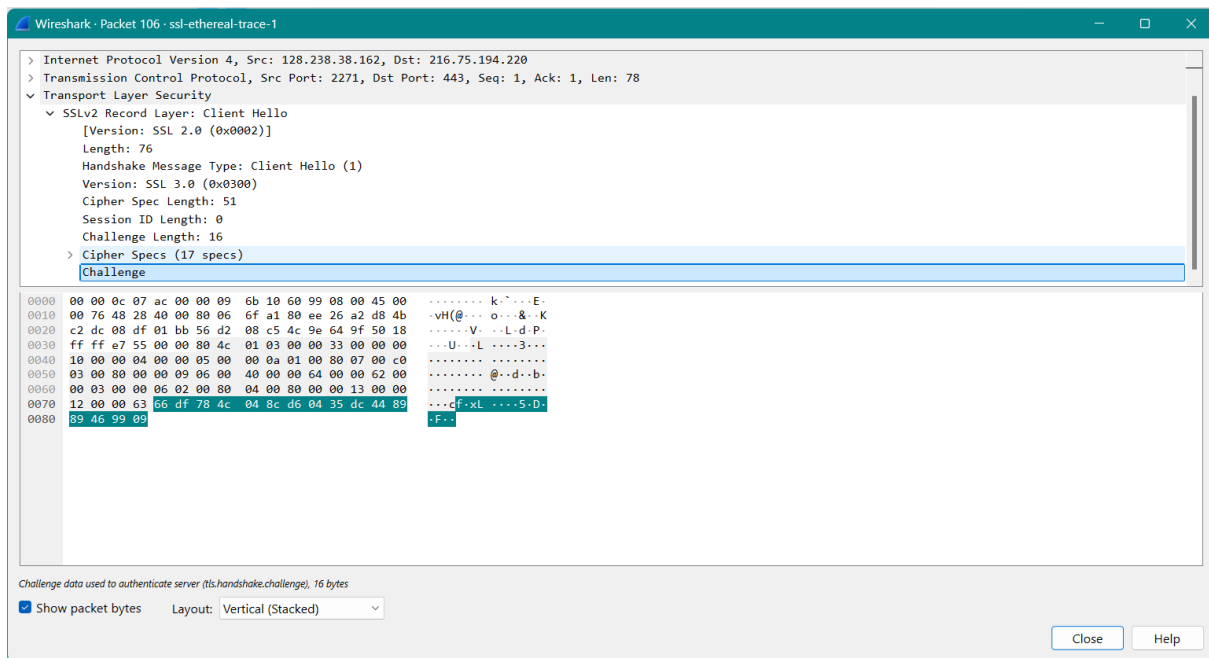 Wireshark · Packet 106 · ssl-ethereal-trace-1
> Internet Protocol Version 4, Src: 128.238.38.162, Dst: 216.75.194.220
> Transmission Control Protocol, Src Port: 2271, Dst Port: 443, Seq: 1, Ack: 1, Len: 78
Transport Layer Security
SSLv2 Record Layer: Client Hello
[Version: SSL 2.0 (0x0002)]
Length: 76
Handshake Message Type: Client Hello (1)
Version: SSL 3.0 (0x0300)
Cipher Spec Length: 51
Session ID Length: 0
Challenge Length: 16
> Cipher Specs (17 specs)
Challenge
0000 00 00 0c 07 ac 00 00 09 6b 10 60 99 08 00 45 00 ········ k·`···E·
0010 00 76 48 28 40 00 80 06 6f a1 80 ee 26 a2 d8 4b ·vH(@··· o···&··K
0020 c2 dc 08 df 01 bb 56 d2 08 c5 4c 9e 64 9f 50 18 ······V· ··L·d·P·
0030 ff ff e7 55 00 00 80 4c 01 03 00 00 33 00 00 00 ···U···L ····3···
0040 10 00 00 04 00 00 05 00 00 0a 01 00 80 07 00 c0 ········ ········
0050 03 00 80 00 00 09 06 00 40 00 00 64 00 00 62 00 ········ @··d··b·
0060 00 03 00 00 06 02 00 80 04 00 80 00 00 13 00 00 ········ ········
0070 12 00 00 63 66 df 78 4c 04 8c d6 04 35 dc 44 89 ···cf·xL ····5·D·
0080 89 46 99 09 ·F··
Challenge data used to authenticate server (tls.handshake.challenge), 16 bytes
Show packet bytes Layout: Vertical (Stacked)
Close Help